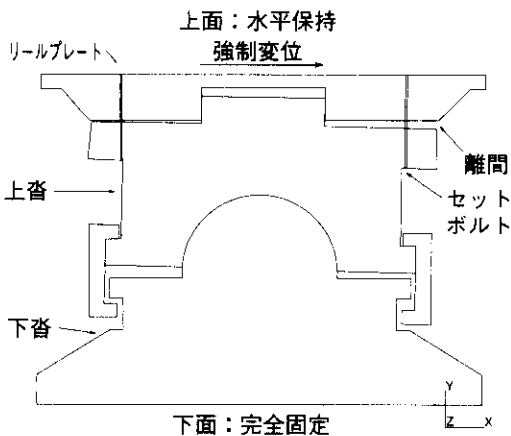 上面：水平保持
強制変位
リールプレート
離間
上沓
セット
ボルト
下沓
下面：完全固定
Y
Z
X